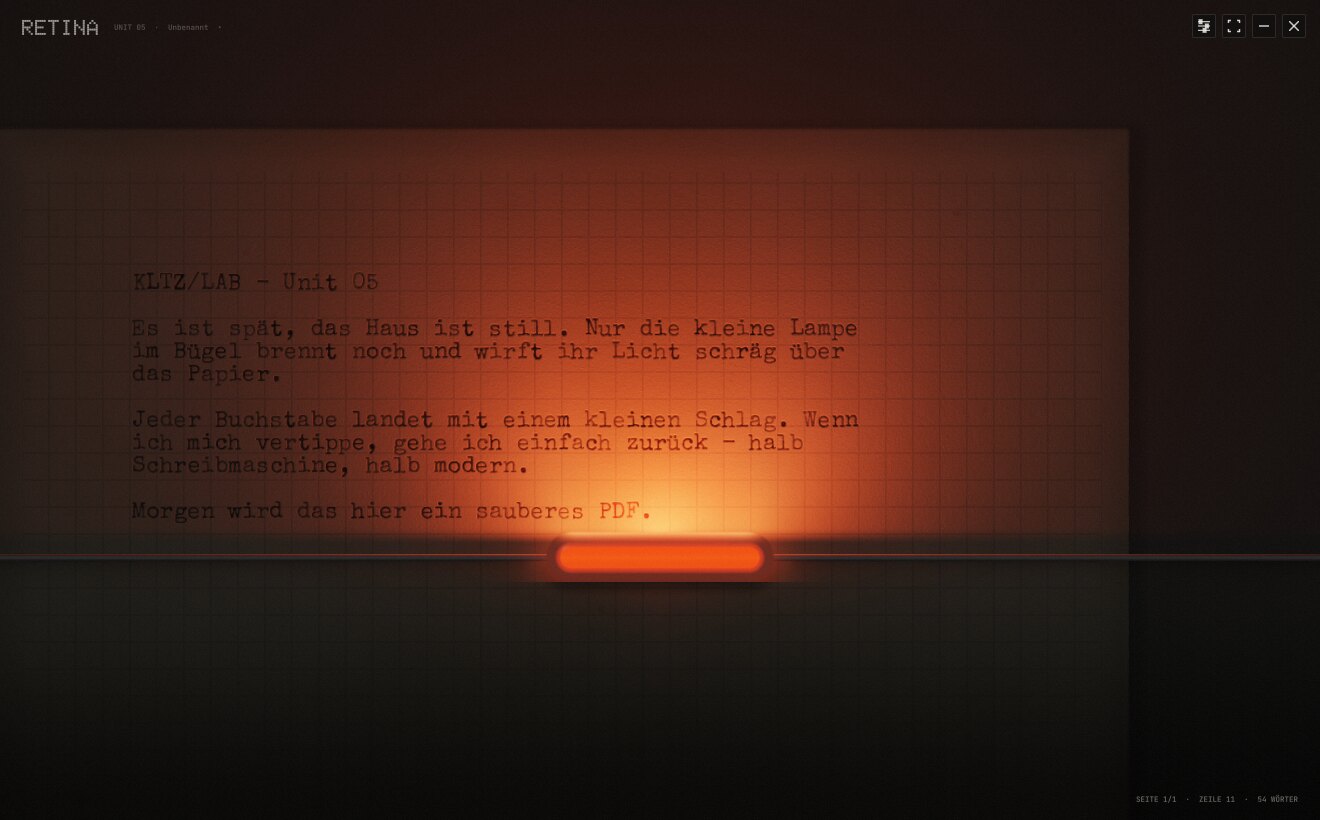 RETINA UNIT 05 · Unbenannt ·
KLTZ/LAB – Unit 05
Es ist spät, das Haus ist still. Nur die kleine Lampe
im Bügel brennt noch und wirft ihr Licht schräg über
das Papier.
Jeder Buchstabe landet mit einem kleinen Schlag. Wenn
ich mich vertippe, gehe ich einfach zurück – halb
Schreibmaschine, halb modern.
Morgen wird das hier ein sauberes PDF.
SEITE 1/1 · ZEILE 11 · 54 WÖRTER